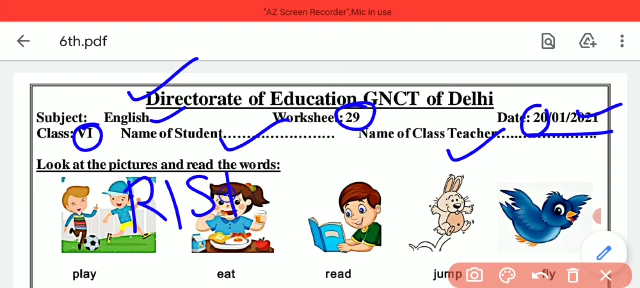 "AZ Screen Recorder",Mic in use
6th.pdf
Directorate of Education GNCT of Delhi
Subject: English Worksheet: 29 Date: 20/01/2021
Class: VI Name of Student........................ Name of Class Teacher.....................
Look at the pictures and read the words:
RISH
play eat read jump fly